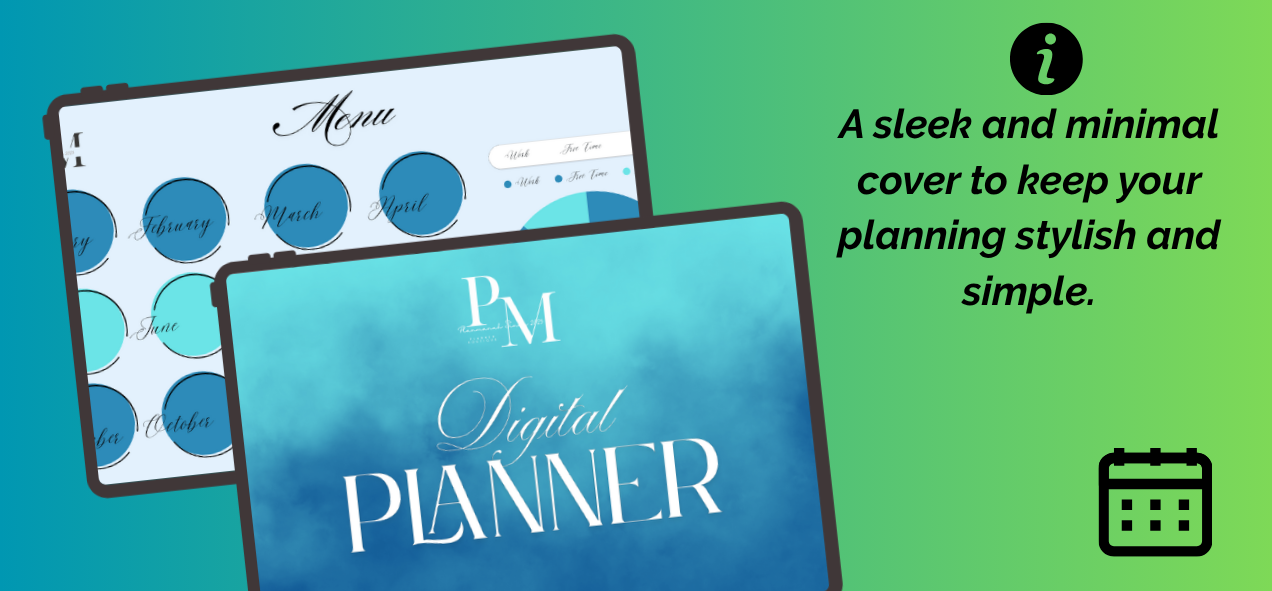 Menu
M
Work Free Time
Work Free Time
February March April
June
October
PM
Digital
PLANNER
A sleek and minimal
cover to keep your
planning stylish and
simple.